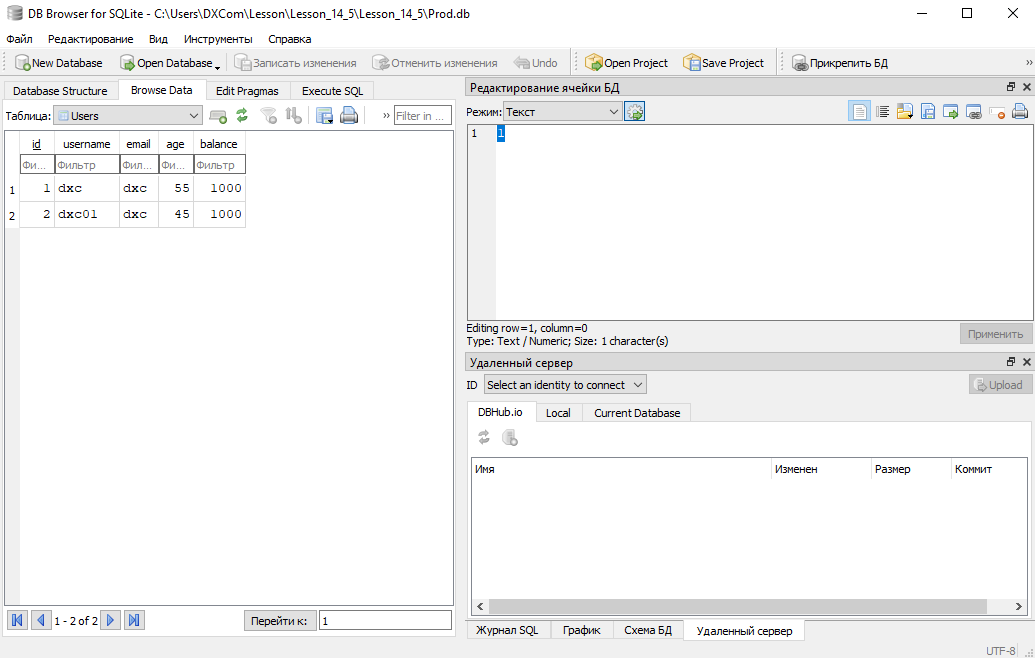 DB Browser for SQLite - C:\Users\DXCom\Lesson\Lesson_14_5\Lesson_14_5\Prod.db
Файл Редактирование Вид Инструменты Справка
New Database Open Database Записать изменения Отменить изменения Undo Open Project Save Project Прикрепить БД »
Database Structure Browse Data Edit Pragmas Execute SQL
Таблица: Users » Filter in ...
id username email age balance
Фи... Фильтр Фил... Фи... Фильтр
1 1 dxc dxc 55 1000
2 2 dxc01 dxc 45 1000
1 - 2 of 2 Перейти к: 1
Редактирование ячейки БД
Режим: Текст
1 1
Editing row=1, column=0
Type: Text / Numeric; Size: 1 character(s)
Применить
Удаленный сервер
ID Select an identity to connect Upload
DBHub.io Local Current Database
Имя Изменен Размер Коммит
Журнал SQL График Схема БД Удаленный сервер
UTF-8